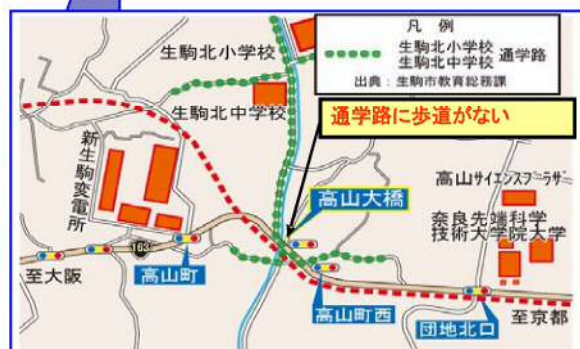 凡 例
生駒北小学校
生駒北中学校 通学路
出典：生駒市教育総務課
生駒北小学校
生駒北中学校
通学路に歩道がない
新生駒変電所
高山大橋
高山サイエンスプラザ
奈良先端科学
技術大学院大学
163
至大阪
高山町
高山町西
団地北口
至京都